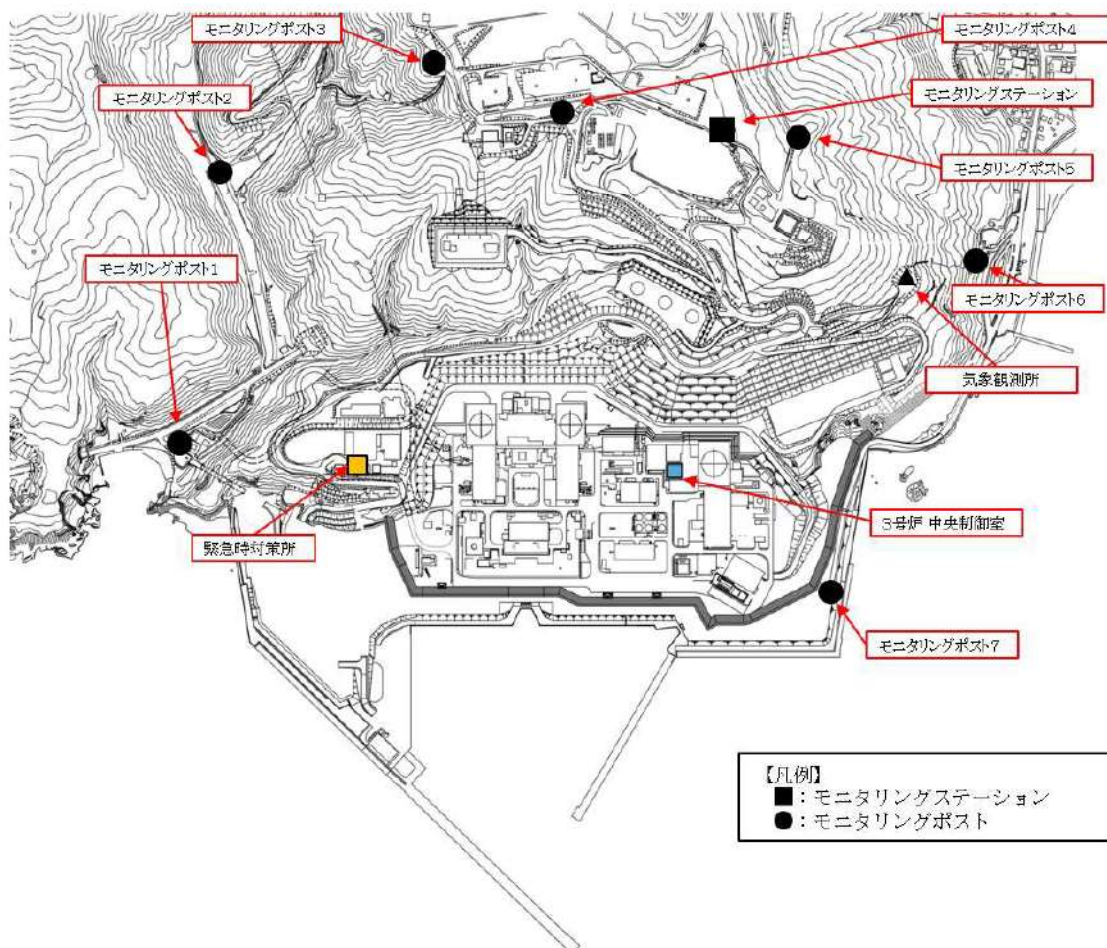 モニタリングポスト3
モニタリングポスト4
モニタリングポスト2
モニタリングステーション
モニタリングポスト5
モニタリングポスト1
モニタリングポスト6
気象観測所
3号炉 中央制御室
緊急時対策所
モニタリングポスト7
【凡例】
■：モニタリングステーション
●：モニタリングポスト